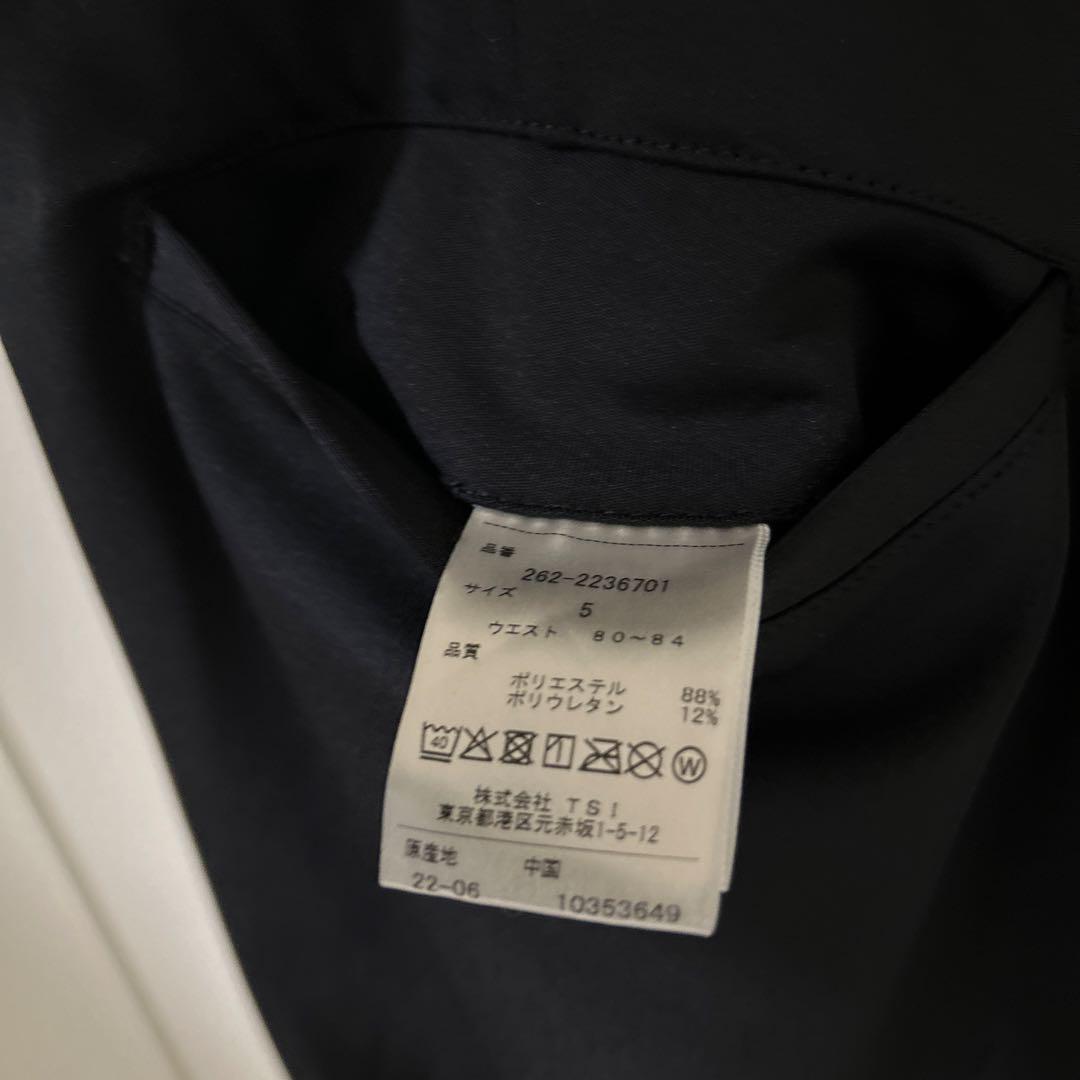 品番
262-2236701
サイズ
5
ウエスト 80～84
品質
ポリエステル 88%
ポリウレタン 12%
40 W
株式会社 TSI
東京都港区元赤坂1-5-12
原産地 中国
22-06 10353649